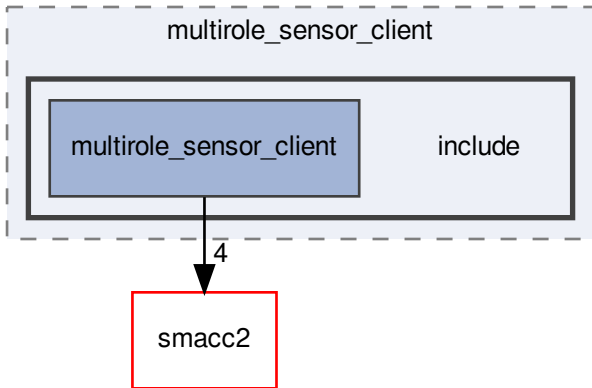 multirole_sensor_client
multirole_sensor_client
include
4
smacc2